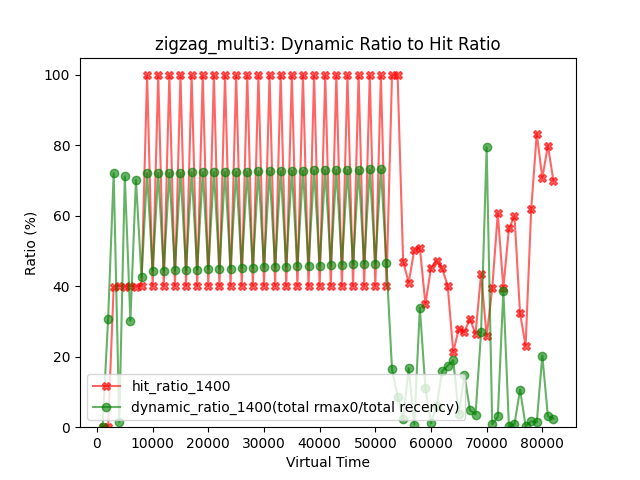 zigzag_multi3: Dynamic Ratio to Hit Ratio
100
80
60
40
20
0
Ratio (%)
hit_ratio_1400
dynamic_ratio_1400(total rmax0/total recency)
0 10000 20000 30000 40000 50000 60000 70000 80000
Virtual Time